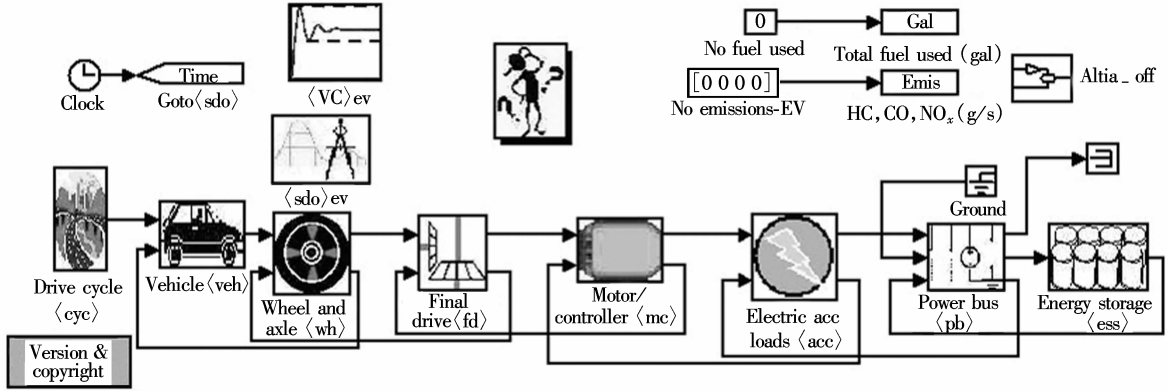 0
Gal
No fuel used
Total fuel used (gal)
Time
Clock
Goto〈sdo〉
〈VC〉ev
[0 0 0 0]
Emis
No emissions-EV
HC, CO, NOₓ(g/s)
Altia_off
〈sdo〉ev
Ground
Drive cycle
〈cyc〉
Vehicle〈veh〉
Wheel and
axle〈wh〉
Final
drive〈fd〉
Motor/
controller〈mc〉
Electric acc
loads〈acc〉
Power bus
〈pb〉
Energy storage
〈ess〉
Version &
copyright